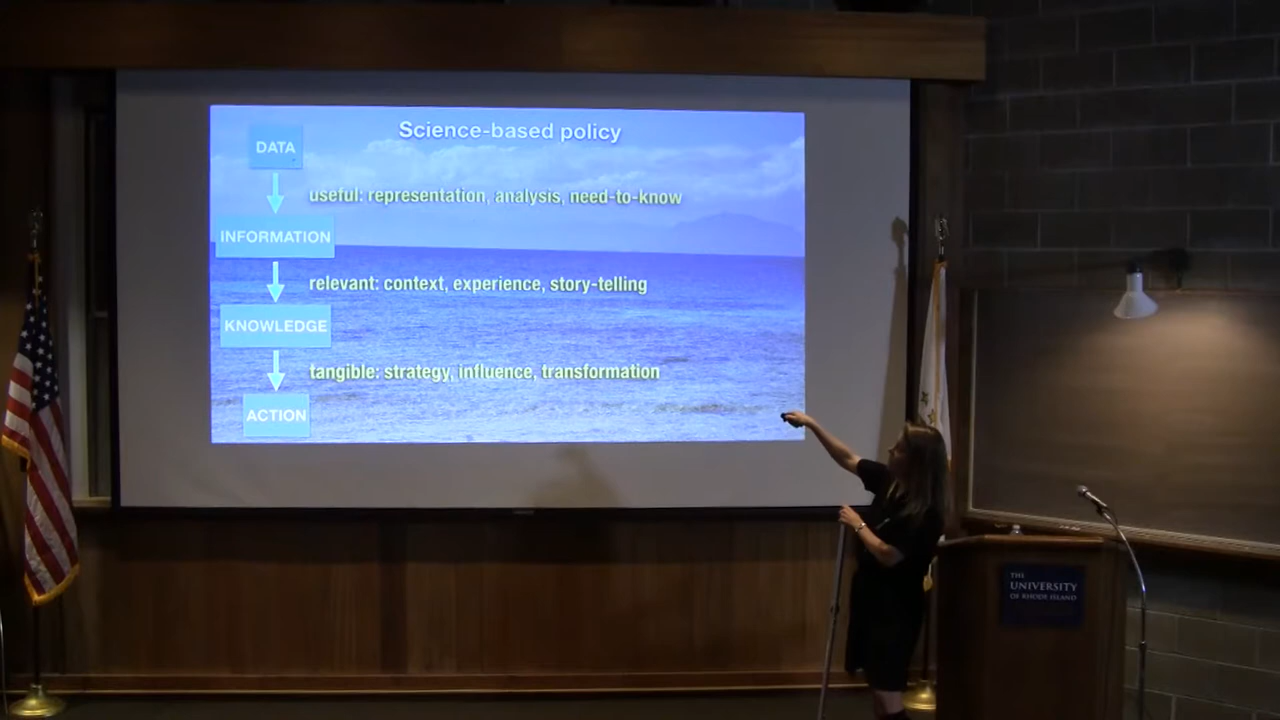 Science-based policy
DATA
useful: representation, analysis, need-to-know
INFORMATION
relevant: context, experience, story-telling
KNOWLEDGE
tangible: strategy, influence, transformation
ACTION
THE
UNIVERSITY
OF RHODE ISLAND